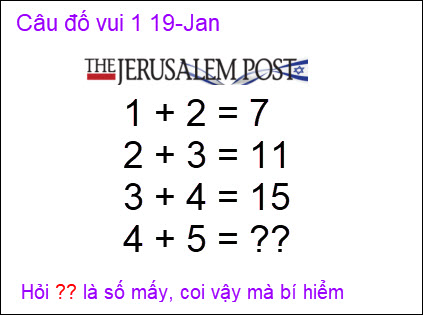 Câu đố vui 1 19-Jan
THE JERUSALEM POST
1 + 2 = 7
2 + 3 = 11
3 + 4 = 15
4 + 5 = ??
Hỏi ?? là số mấy, coi vậy mà bí hiểm